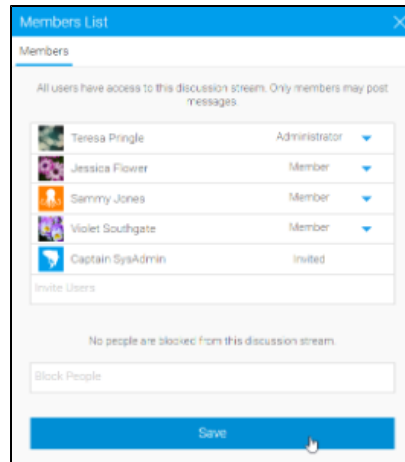 Members List
Members
All users have access to this discussion stream. Only members may post
messages.
Teresa Pringle Administrator
Jessica Flower Member
Sammy Jones Member
Violet Southgate Member
Captain SysAdmin Invited
Invite Users
No people are blocked from this discussion stream.
Block People
Save